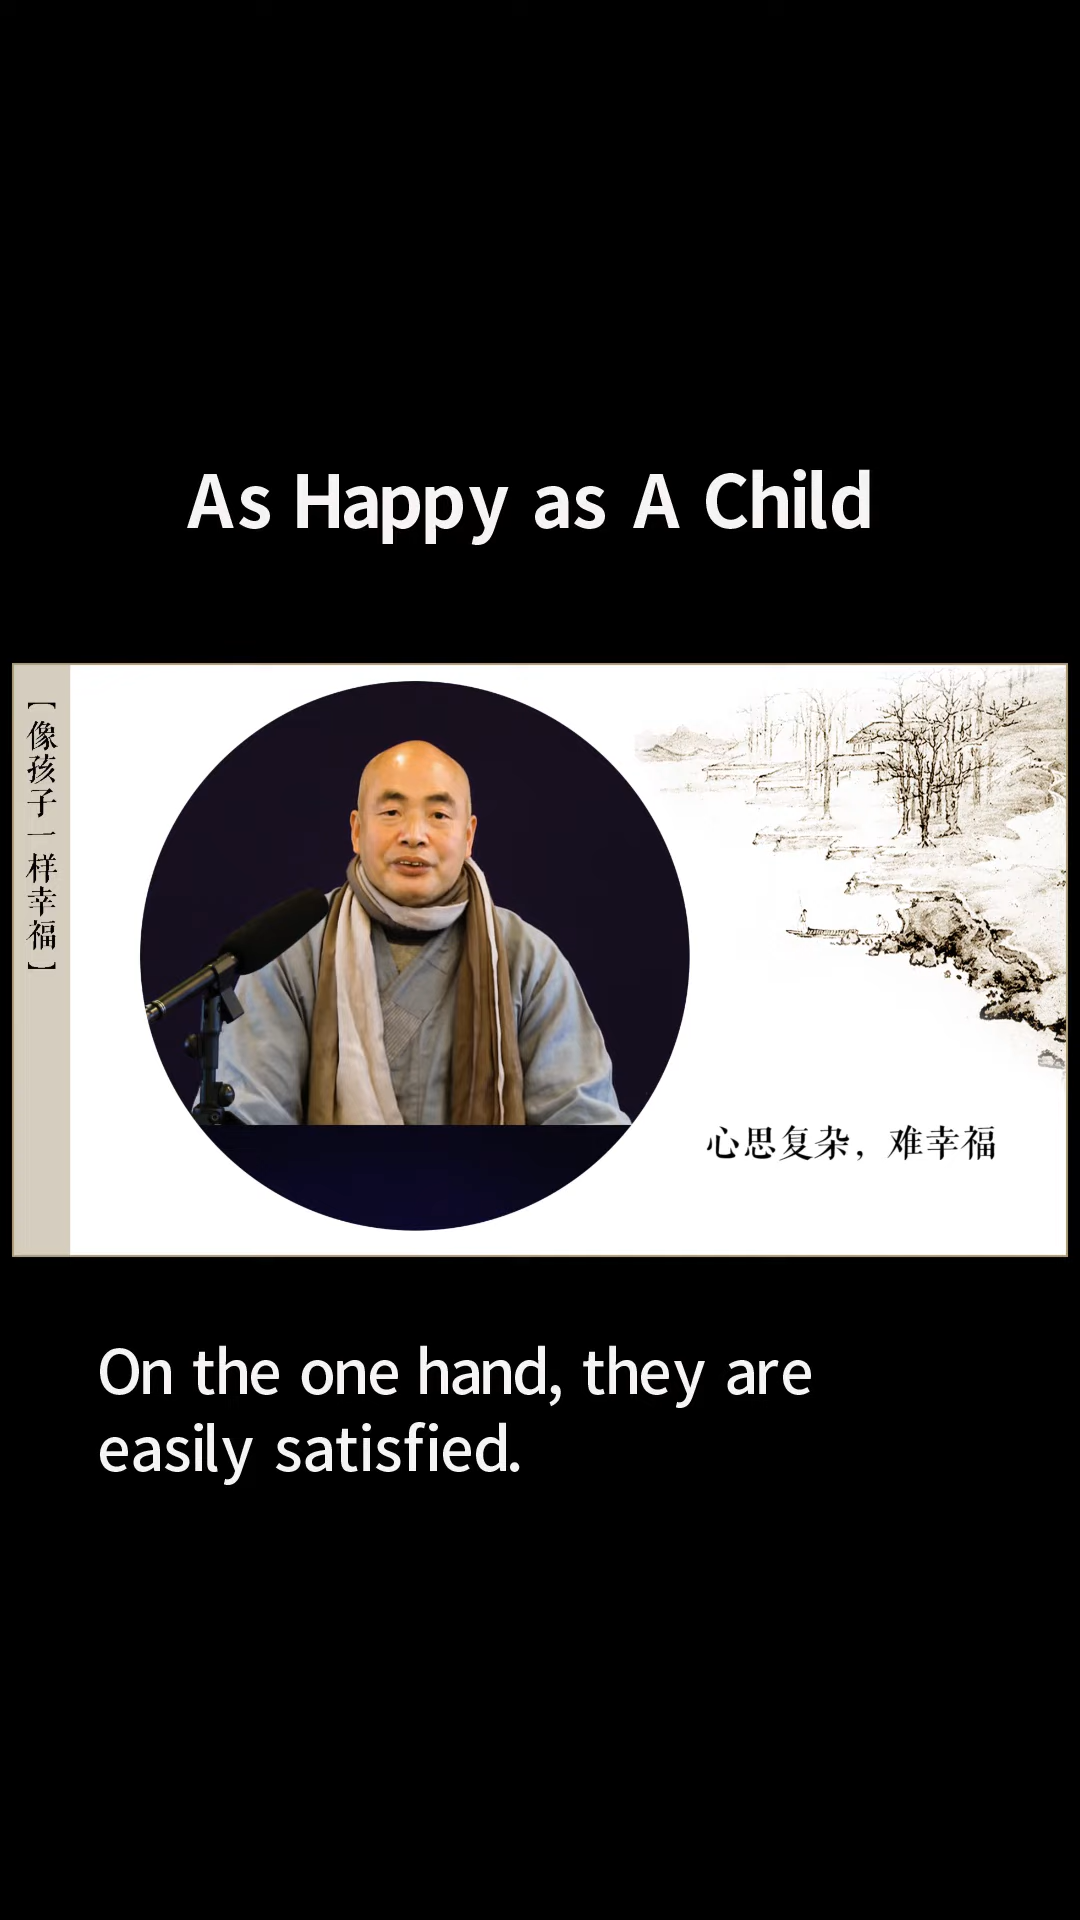 As Happy as A Child
【像孩子一样幸福】
心思复杂，难幸福
On the one hand, they are
easily satisfied.